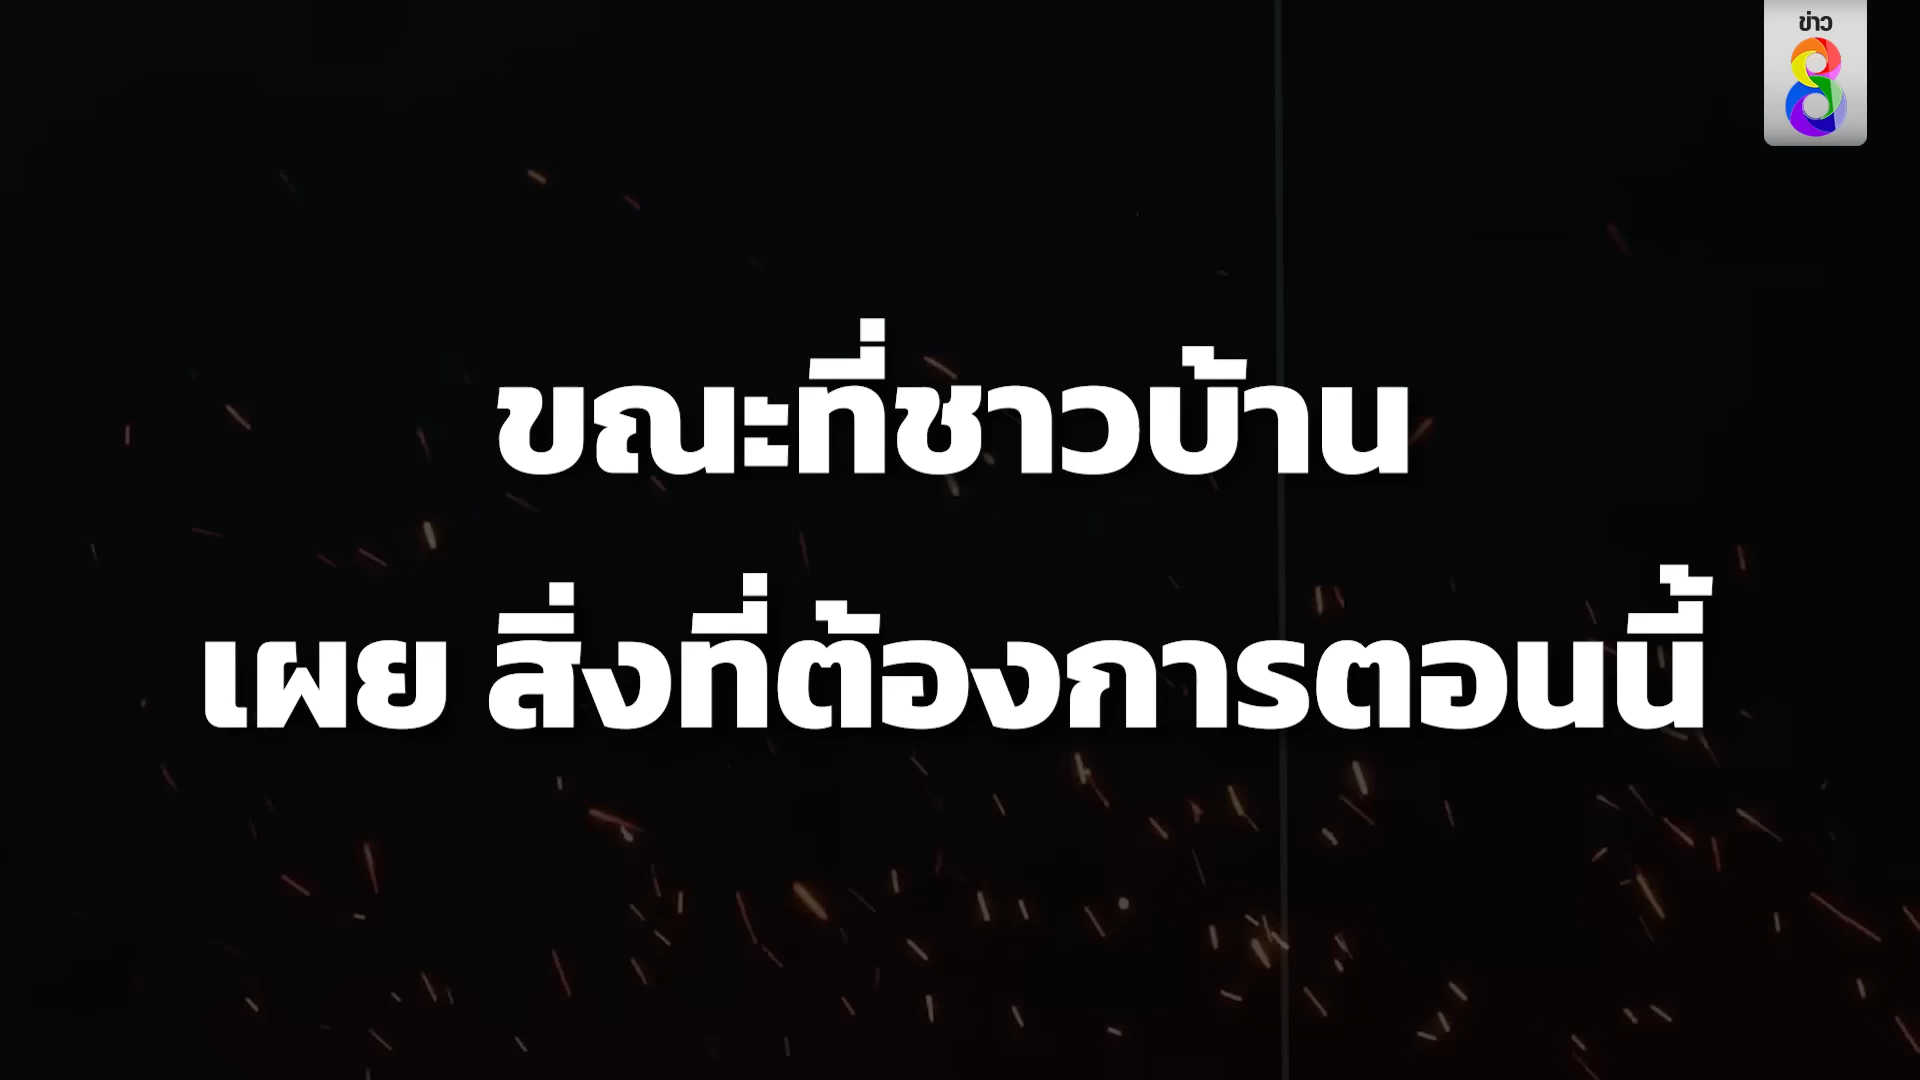 ข่าว
8
ขณะที่ชาวบ้าน
เผย สิ่งที่ต้องการตอนนี้